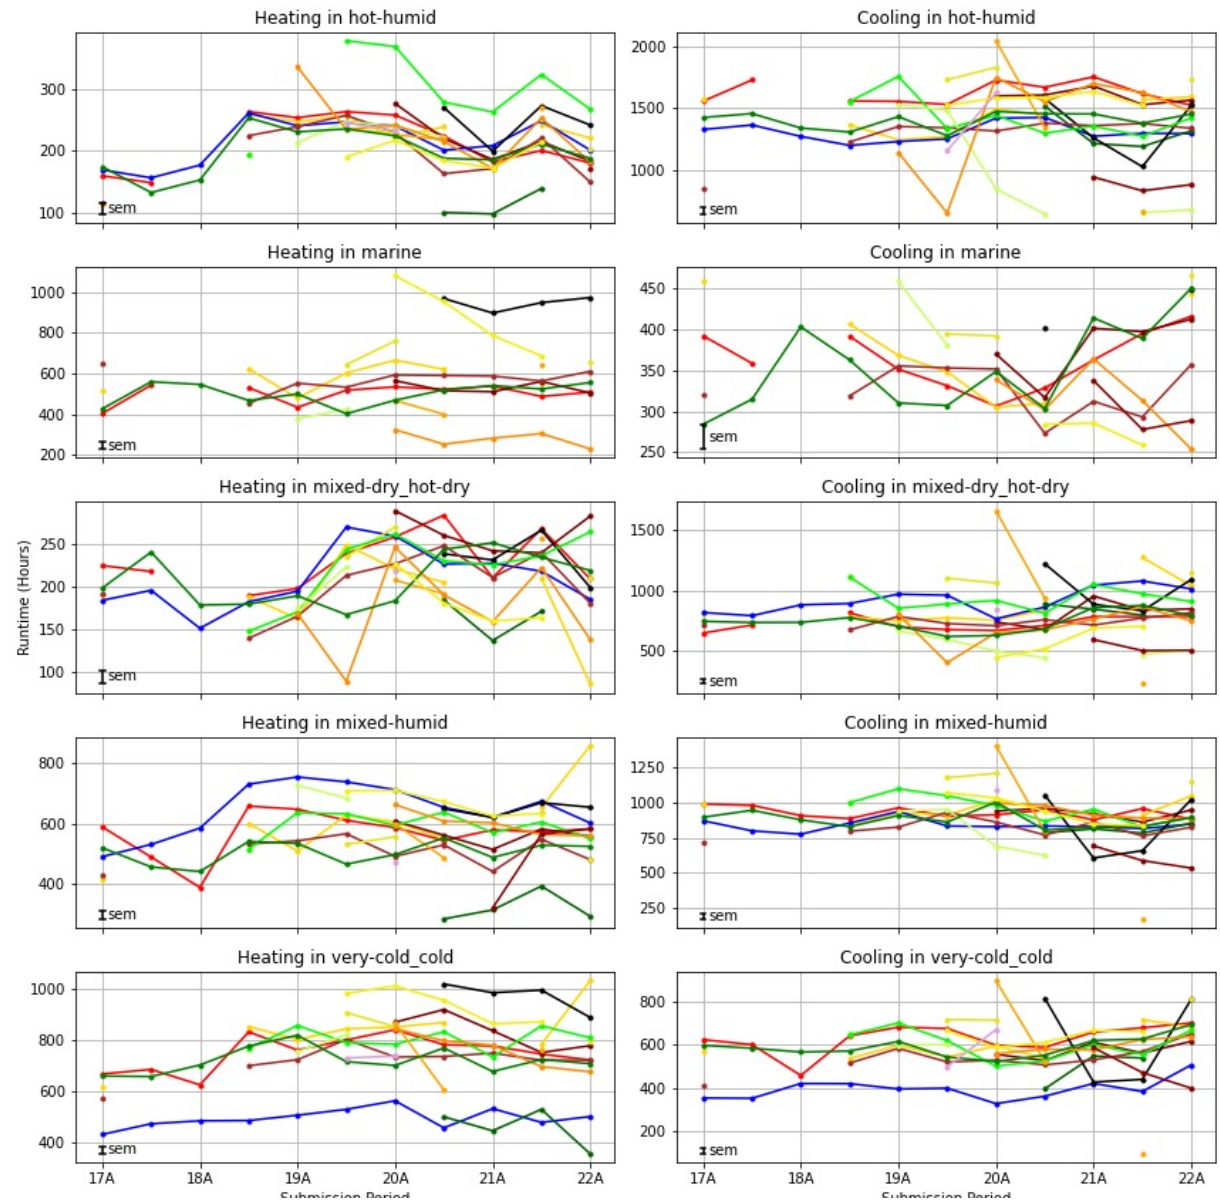 Heating in hot-humid
Cooling in hot-humid
300
200
100
sem
2000
1500
1000
sem
Heating in marine
Cooling in marine
1000
800
600
400
200
sem
450
400
350
300
250
sem
Heating in mixed-dry_hot-dry
Cooling in mixed-dry_hot-dry
Runtime (Hours)
250
200
150
100
sem
1500
1000
500
sem
Heating in mixed-humid
Cooling in mixed-humid
800
600
400
sem
1250
1000
750
500
250
sem
Heating in very-cold_cold
Cooling in very-cold_cold
1000
800
600
400
sem
800
600
400
200
sem
17A 18A 19A 20A 21A 22A
17A 18A 19A 20A 21A 22A
Submission Period
Submission Period